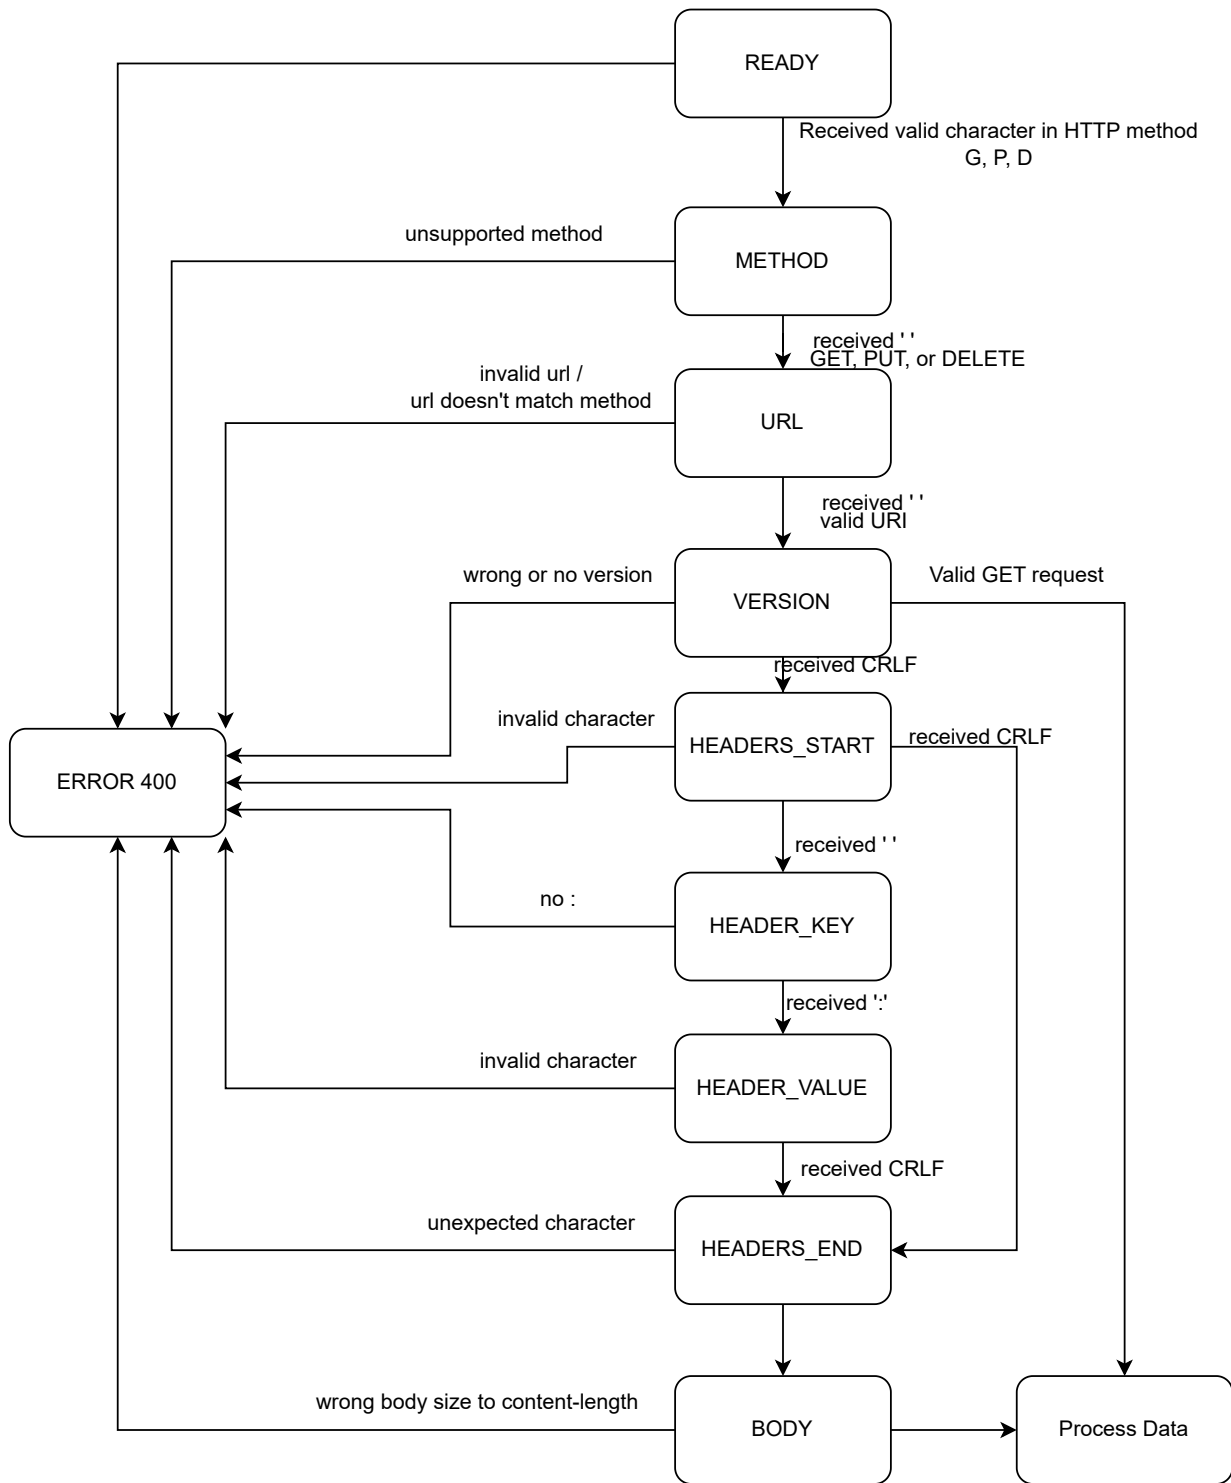 READY
Received valid character in HTTP method
G, P, D
unsupported method
METHOD
received ' '
GET, PUT, or DELETE
invalid url /
url doesn't match method
URL
received ' '
valid URI
wrong or no version
VERSION
Valid GET request
received CRLF
invalid character
HEADERS_START
received CRLF
ERROR 400
received ' '
no :
HEADER_KEY
received ':'
invalid character
HEADER_VALUE
received CRLF
unexpected character
HEADERS_END
wrong body size to content-length
BODY
Process Data